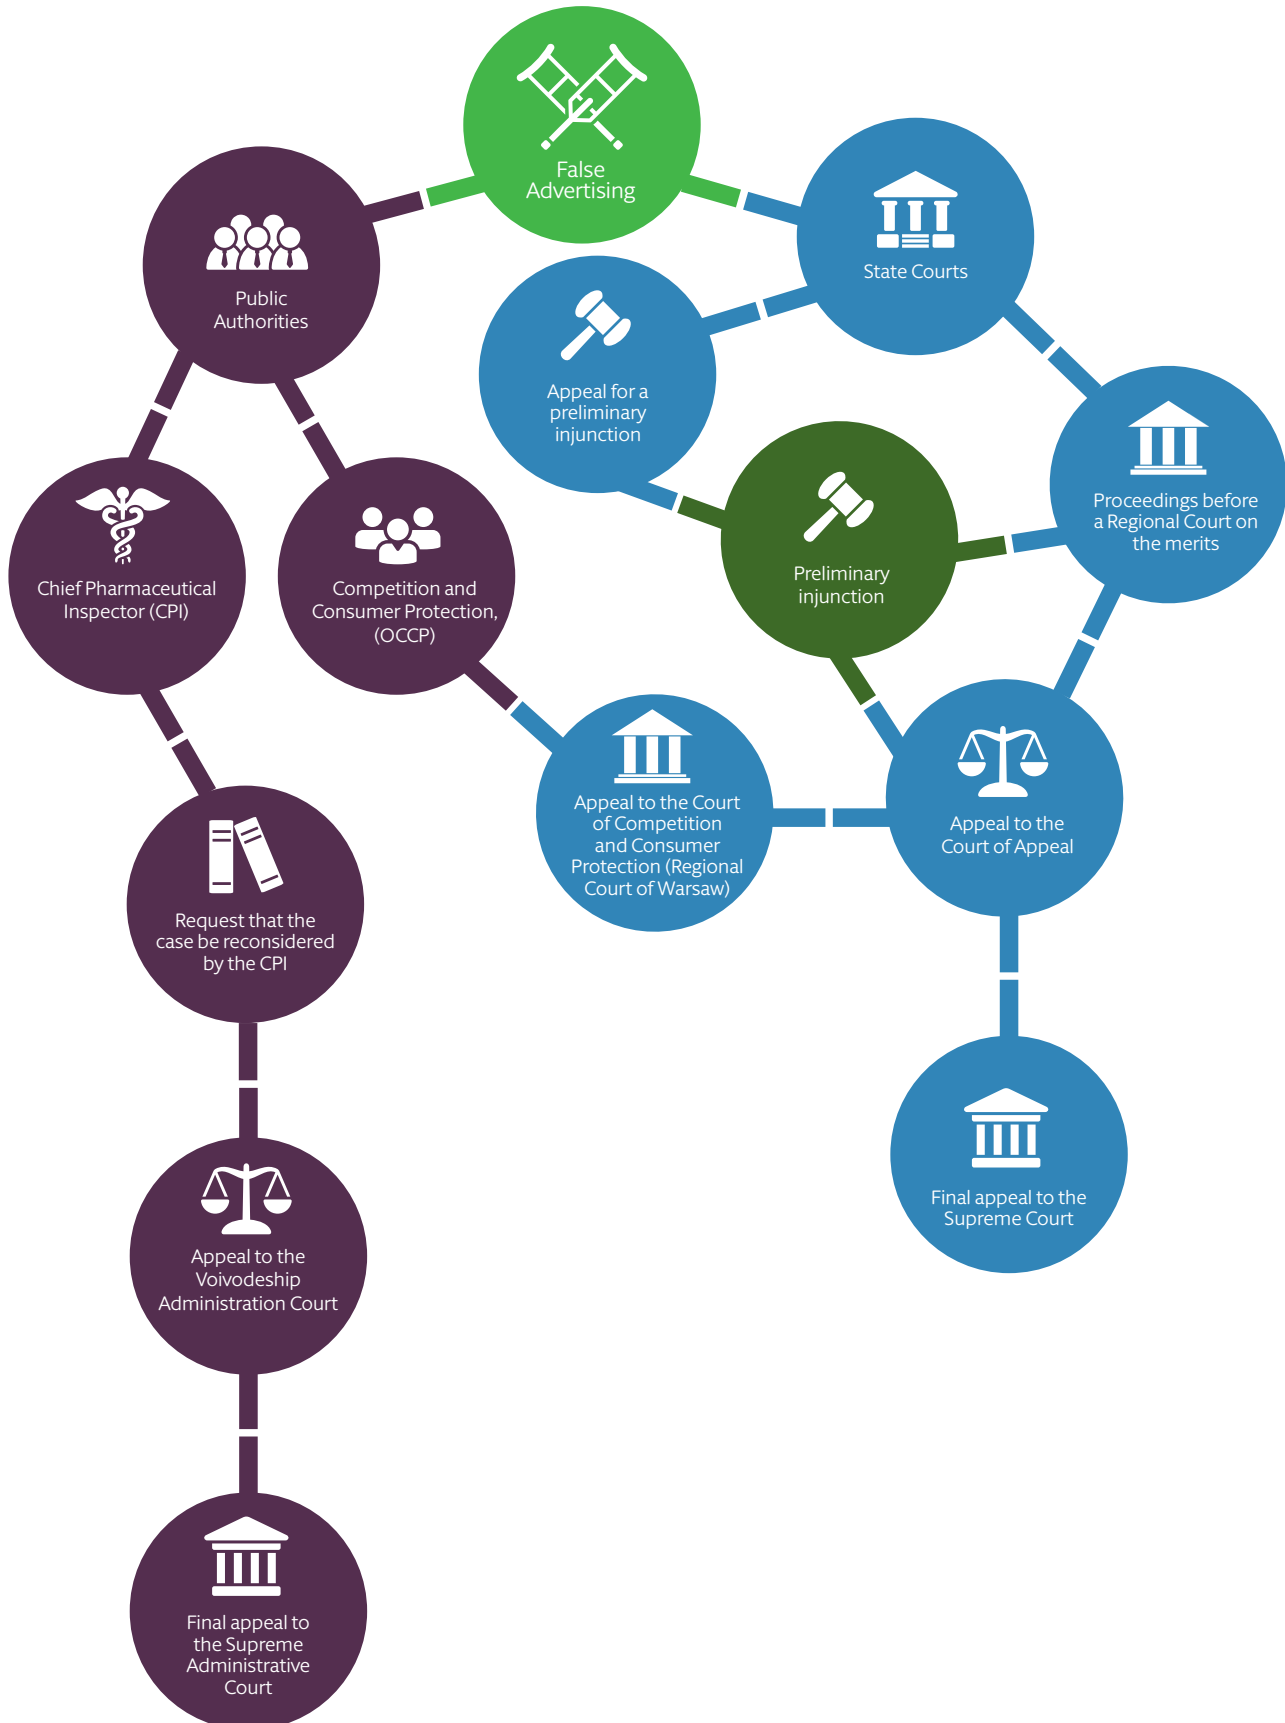 False
Advertising
Public
Authorities
State Courts
Appeal for a
preliminary
injunction
Proceedings before
a Regional Court on
the merits
Preliminary
injunction
Chief Pharmaceutical
Inspector (CPI)
Competition and
Consumer Protection,
(OCCP)
Appeal to the Court
of Competition
and Consumer
Protection (Regional
Court of Warsaw)
Appeal to the
Court of Appeal
Request that the
case be reconsidered
by the CPI
Final appeal to the
Supreme Court
Appeal to the
Voivodeship
Administration Court
Final appeal to
the Supreme
Administrative
Court